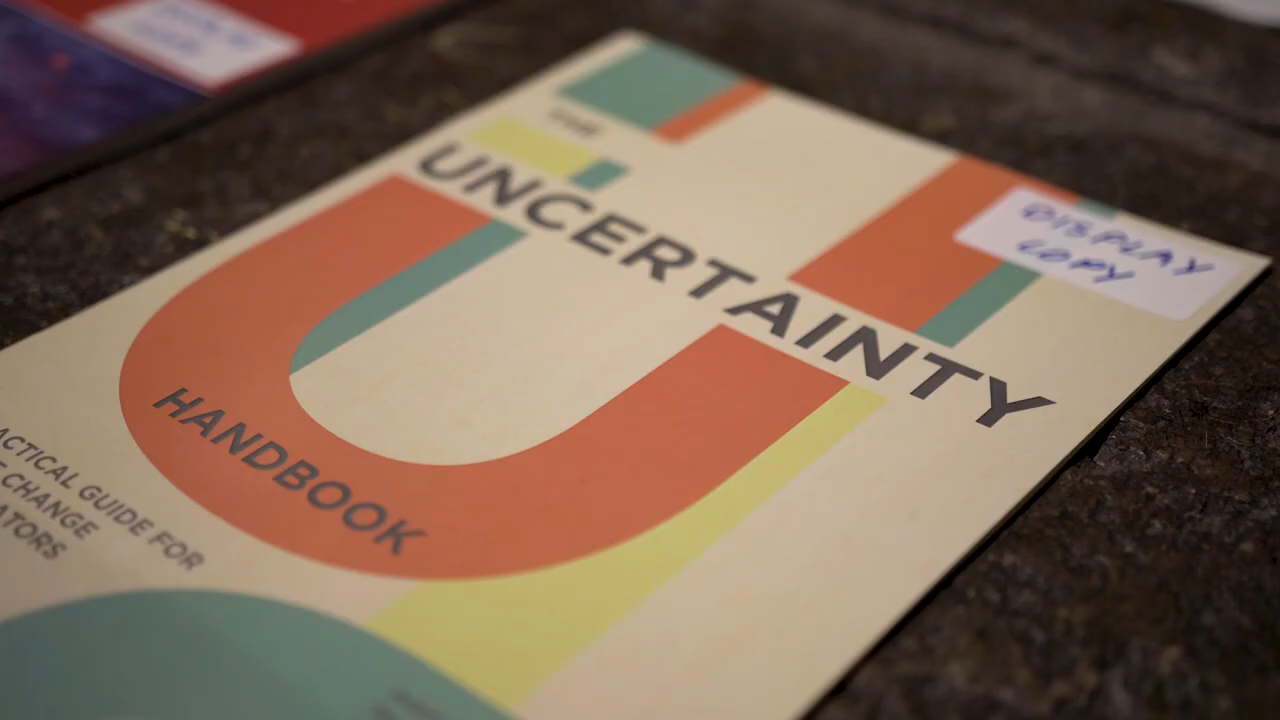 THE
UNCERTAINTY
HANDBOOK
ACTICAL GUIDE FOR
E CHANGE
ATORS
DISPLAY
COPY